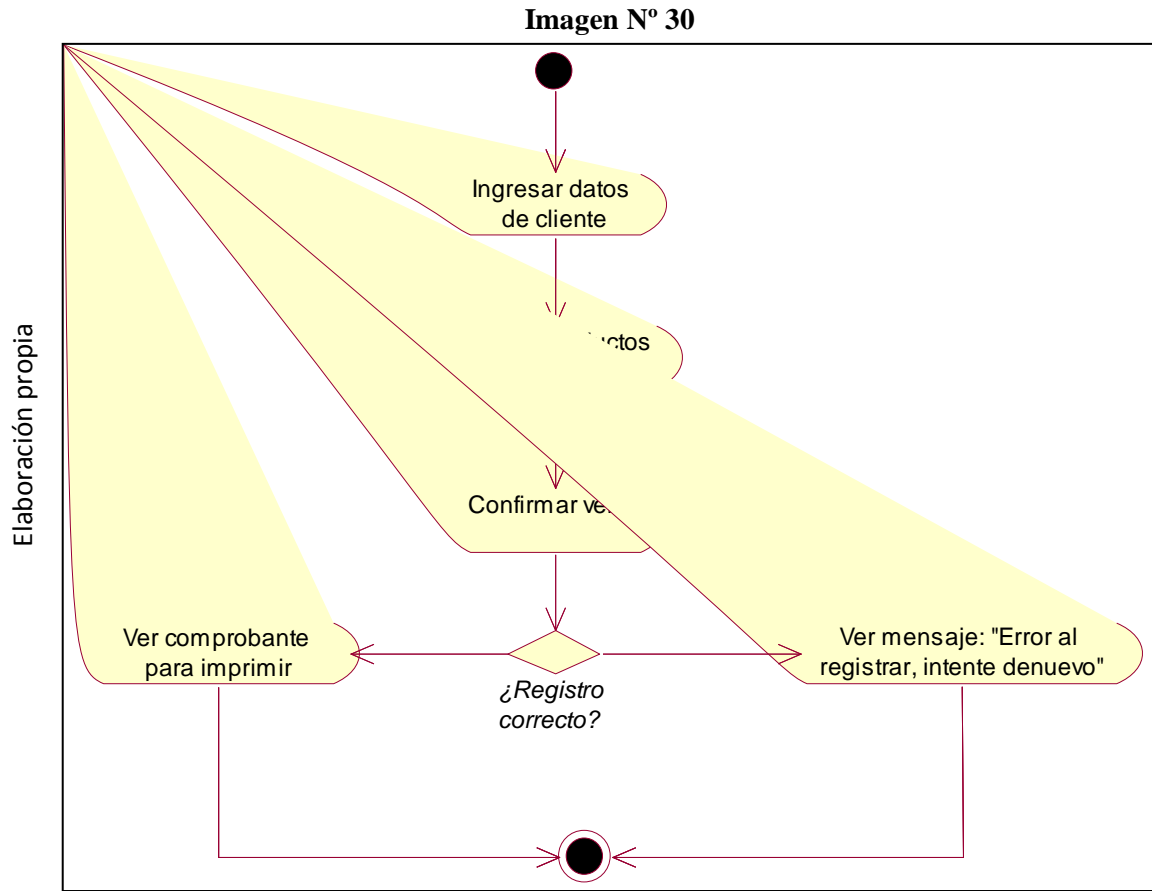 Imagen Nº 30
Elaboración propia
Ingresar datos
de cliente
Confirmar
Ver comprobante
para imprimir
¿Registro
correcto?
Ver mensaje: "Error al
registrar, intente denuevo"